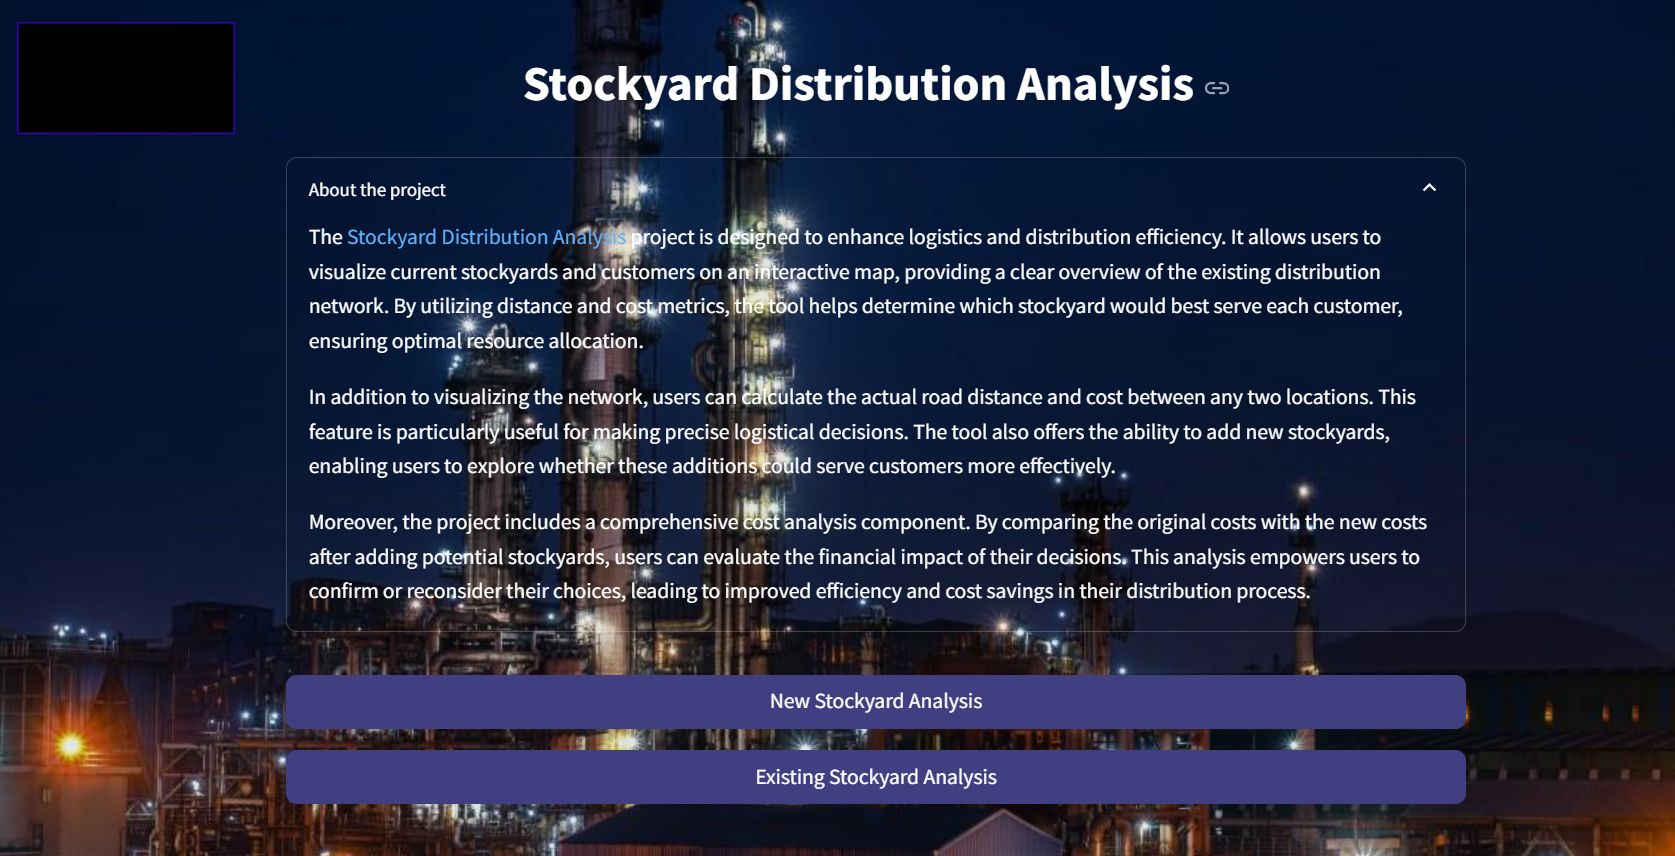 Stockyard Distribution Analysis
About the project
The Stockyard Distribution Analysis project is designed to enhance logistics and distribution efficiency. It allows users to
visualize current stockyards and customers on an interactive map, providing a clear overview of the existing distribution
network. By utilizing distance and cost metrics, the tool helps determine which stockyard would best serve each customer,
ensuring optimal resource allocation.
In addition to visualizing the network, users can calculate the actual road distance and cost between any two locations. This
feature is particularly useful for making precise logistical decisions. The tool also offers the ability to add new stockyards,
enabling users to explore whether these additions could serve customers more effectively.
Moreover, the project includes a comprehensive cost analysis component. By comparing the original costs with the new costs
after adding potential stockyards, users can evaluate the financial impact of their decisions. This analysis empowers users to
confirm or reconsider their choices, leading to improved efficiency and cost savings in their distribution process.
New Stockyard Analysis
Existing Stockyard Analysis